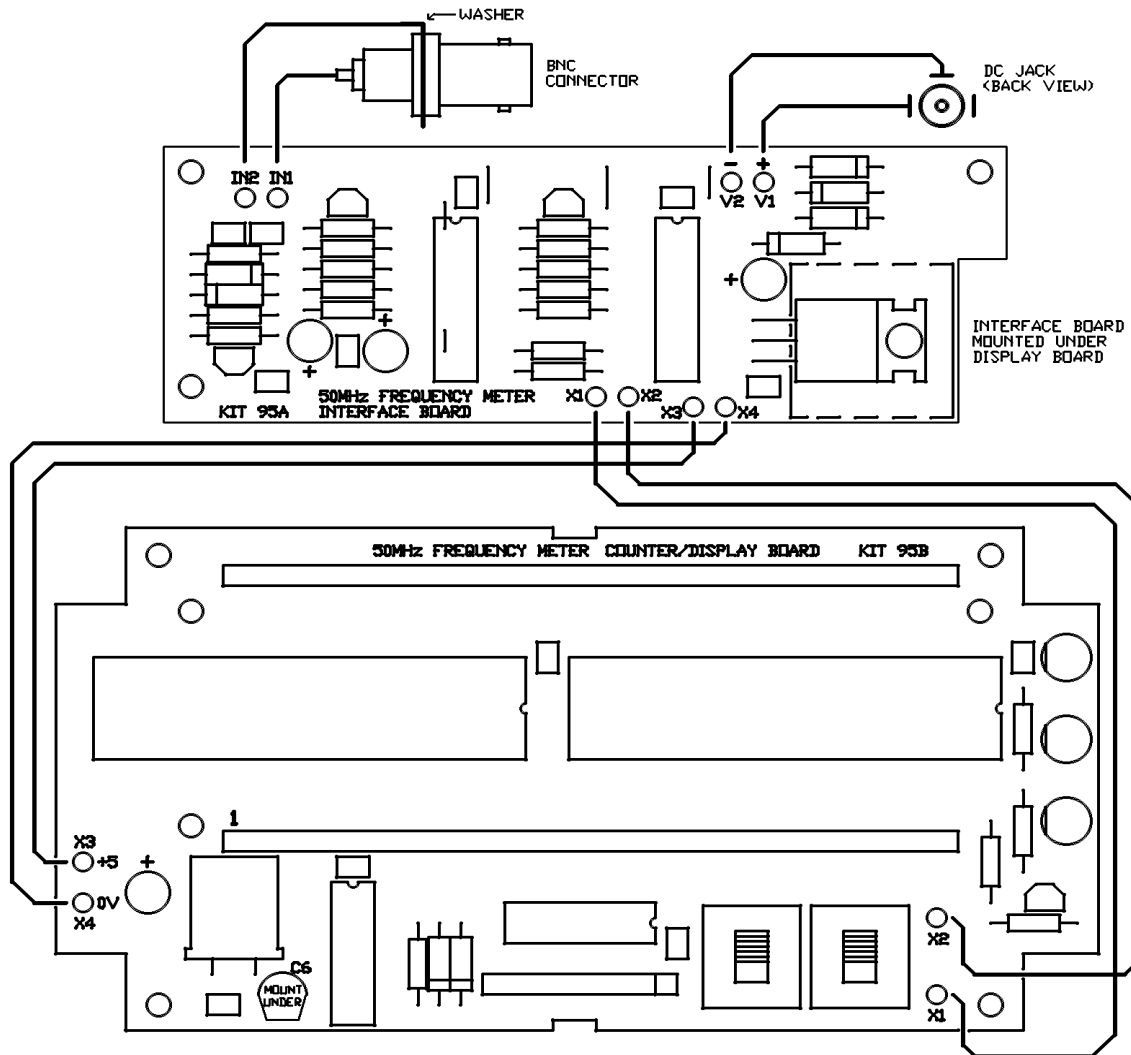 WASHER
BNC
CONNECTOR
DC JACK
(BACK VIEW)
IN2 IN1
- +
V2 V1
+
+
+
INTERFACE BOARD
MOUNTED UNDER
DISPLAY BOARD
X1 X2
X3 X4
KIT 95A
50MHz FREQUENCY METER
INTERFACE BOARD
50MHz FREQUENCY METER COUNTER/DISPLAY BOARD KIT 95B
1
X3
+5
+
0V
X4
X2
C6
MOUNT
UNDER
X1